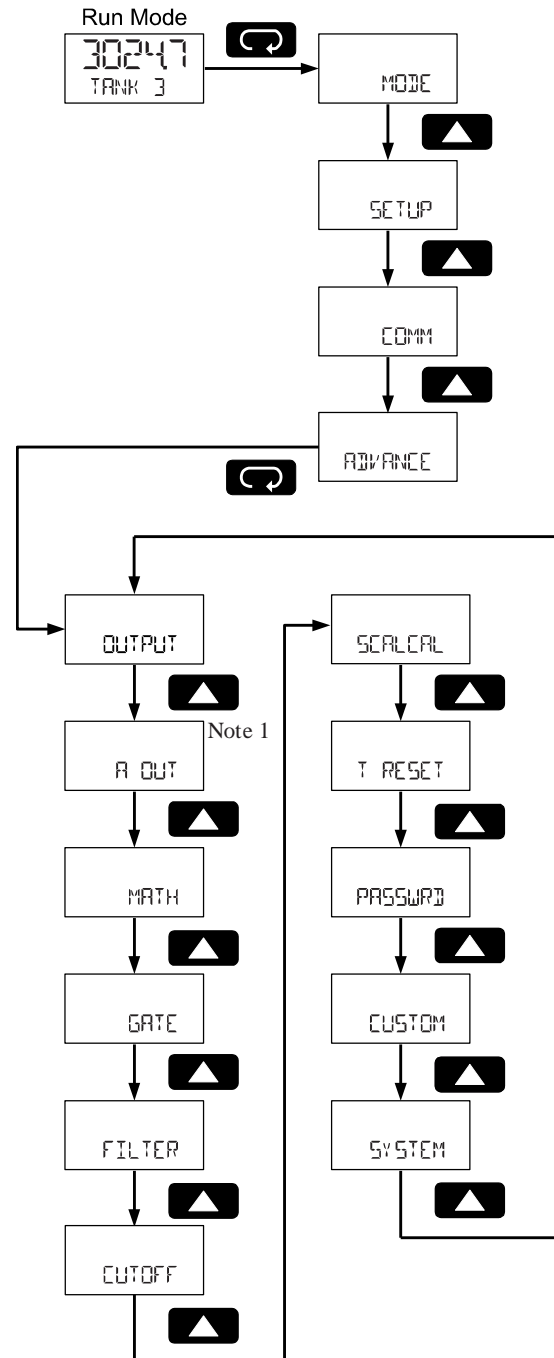 Run Mode
30247
TANK 3
MODE
SETUP
COMM
ADVANCE
OUTPUT
A OUT
Note 1
MATH
GATE
FILTER
CUTOFF
SCALCAL
T RESET
PASSWRD
CUSTOM
SYSTEM